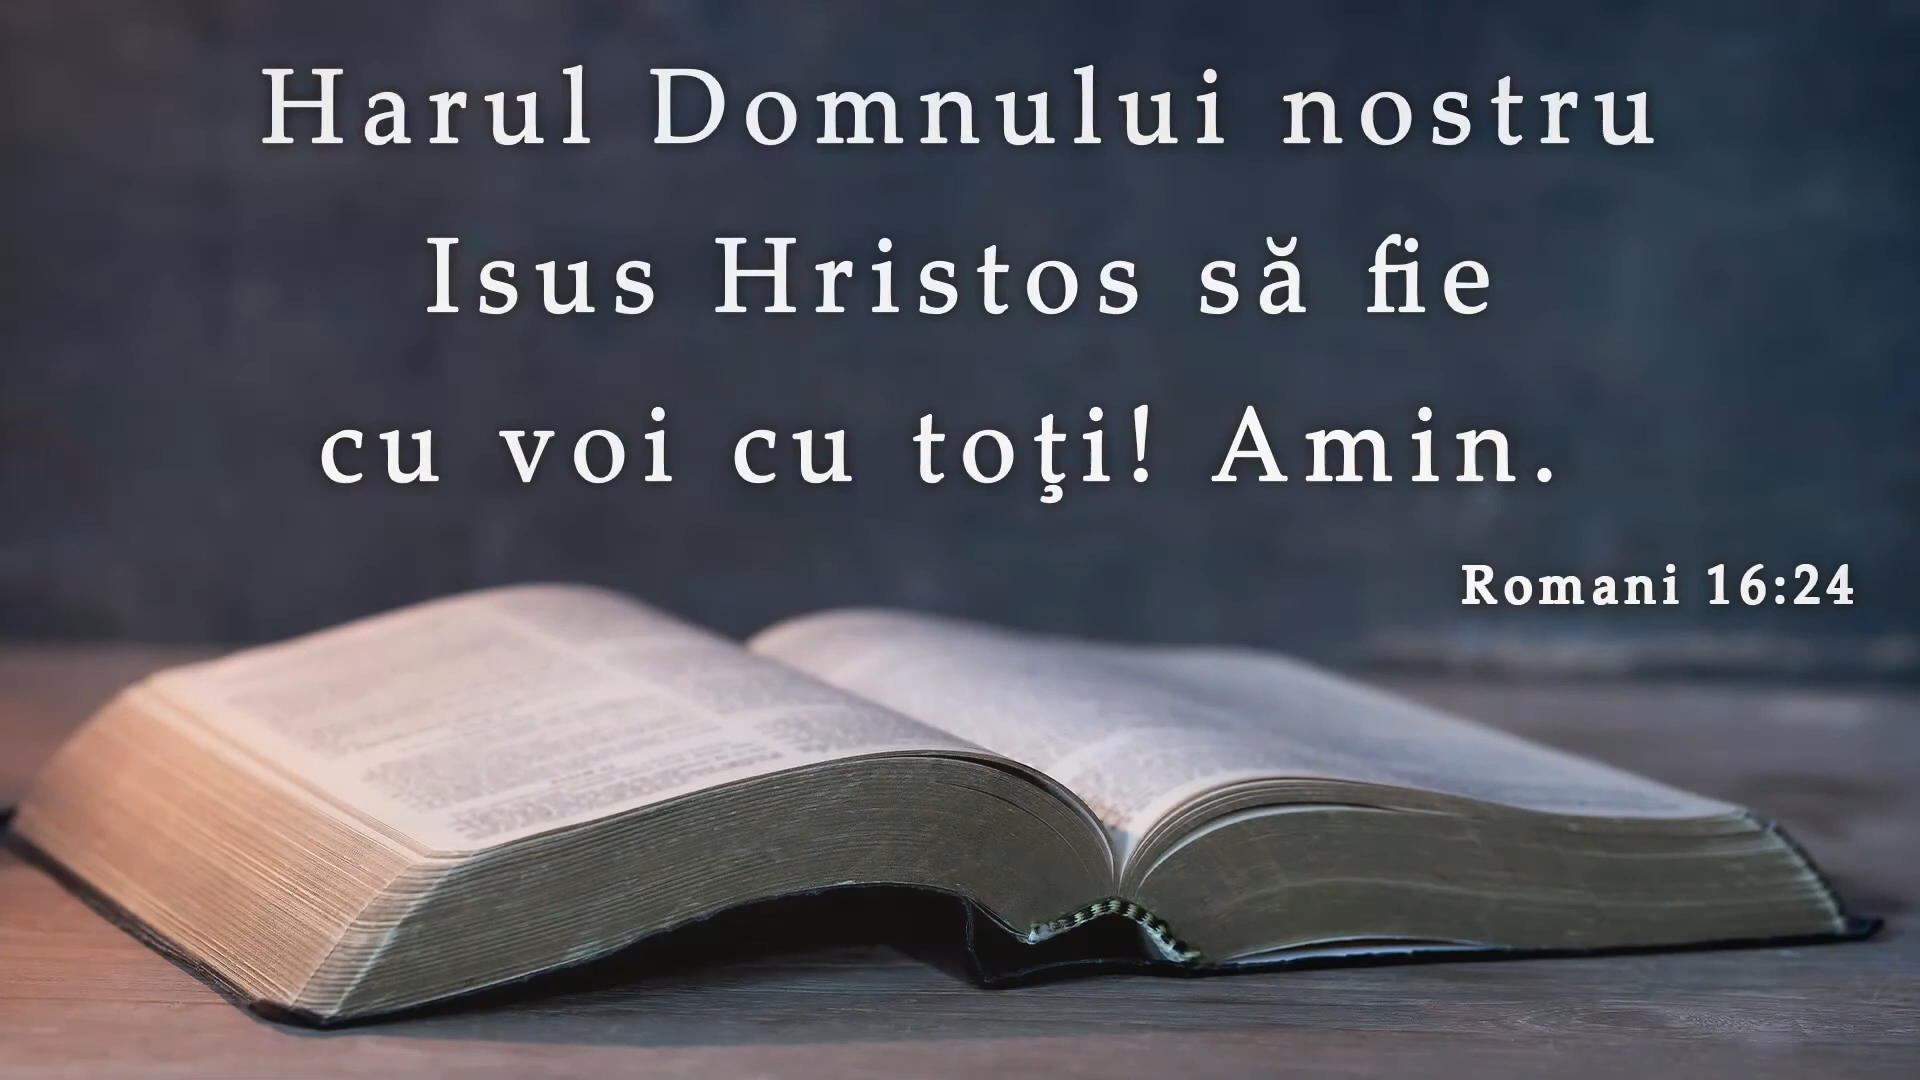 Harul Domnului nostru
Isus Hristos să fie
cu voi cu toţi! Amin.
Romani 16:24